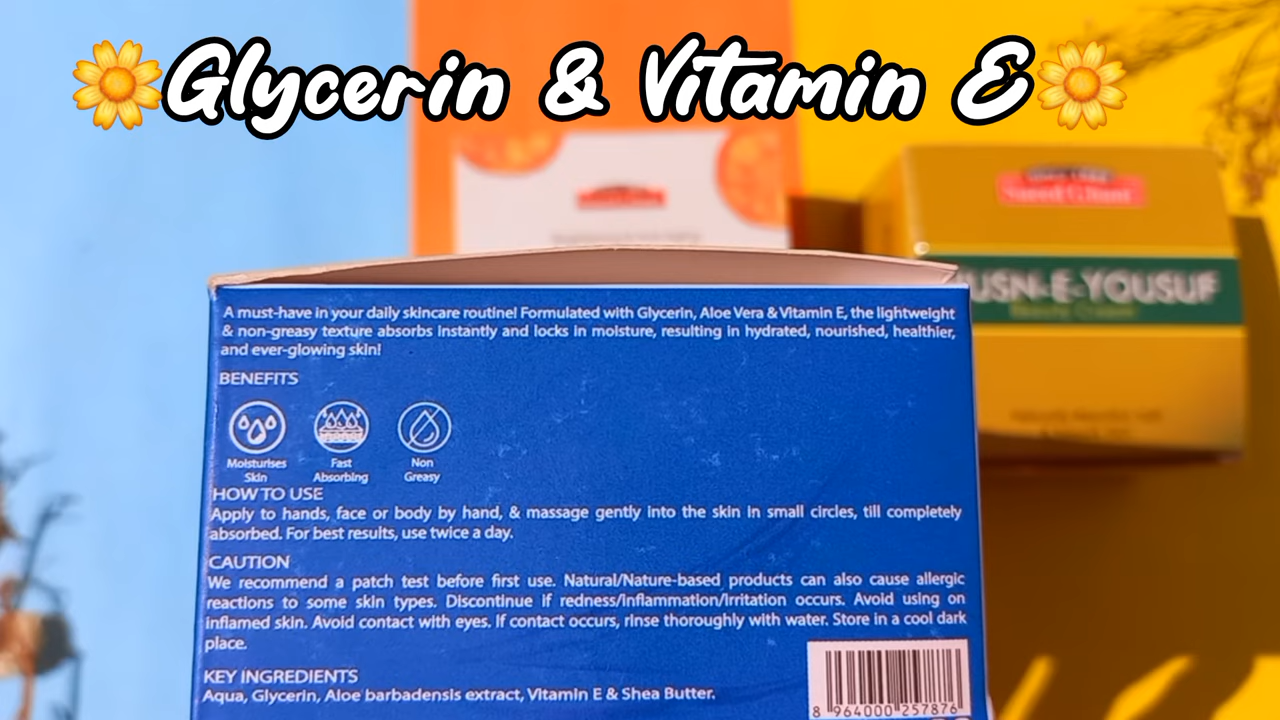 Glycerin & Vitamin E
Saeed Ghani
USN-E-YOUSUF
Beauty Cream
A must-have in your daily skincare routine! Formulated with Glycerin, Aloe Vera & Vitamin E, the lightweight
& non-greasy texture absorbs instantly and locks in moisture, resulting in hydrated, nourished, healthier,
and ever-glowing skin!
BENEFITS
Moisturises
Skin
Fast
Absorbing
Non
Greasy
HOW TO USE
Apply to hands, face or body by hand, & massage gently into the skin in small circles, till completely
absorbed. For best results, use twice a day.
CAUTION
We recommend a patch test before first use. Natural/Nature-based products can also cause allergic
reactions to some skin types. Discontinue if redness/inflammation/irritation occurs. Avoid using on
inflamed skin. Avoid contact with eyes. If contact occurs, rinse thoroughly with water. Store in a cool dark
place.
KEY INGREDIENTS
Aqua, Glycerin, Aloe barbadensis extract, Vitamin E & Shea Butter.
8 964000 257876